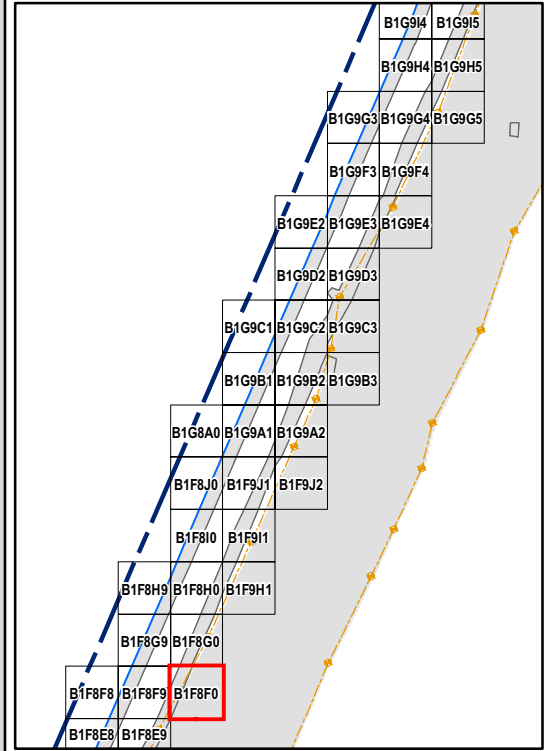 B1G9I4 B1G9I5
B1G9H4 B1G9H5
B1G9G3 B1G9G4 B1G9G5
B1G9F3 B1G9F4
B1G9E2 B1G9E3 B1G9E4
B1G9D2 B1G9D3
B1G9C1 B1G9C2 B1G9C3
B1G9B1 B1G9B2 B1G9B3
B1G8A0 B1G9A1 B1G9A2
B1F8J0 B1F9J1 B1F9J2
B1F8I0 B1F9I1
B1F8H9 B1F8H0 B1F9H1
B1F8G9 B1F8G0
B1F8F8 B1F8F9 B1F8F0
B1F8E8 B1F8E9